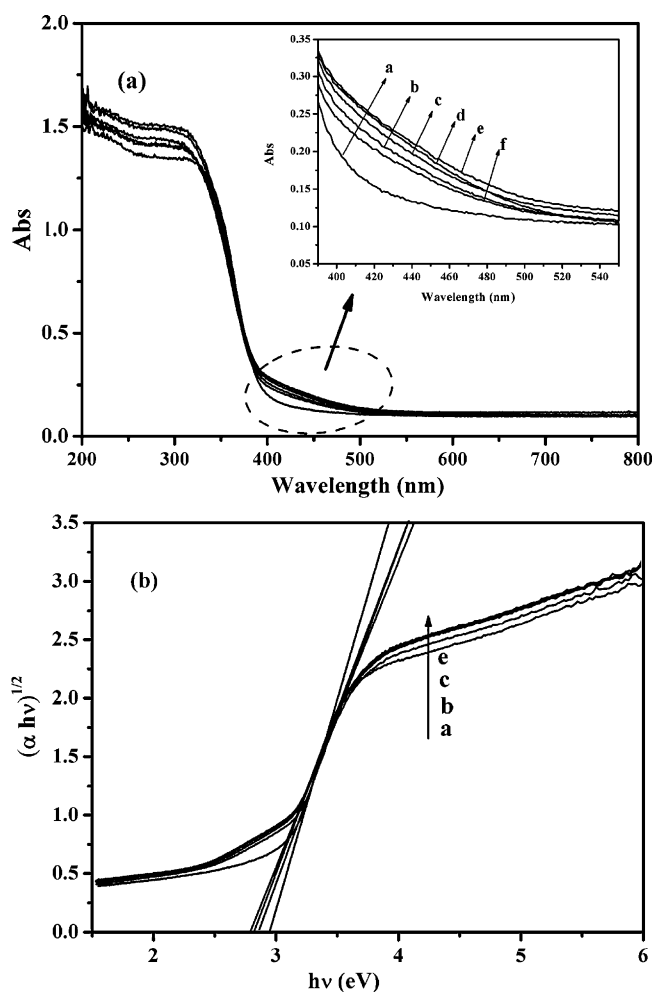 2.0
1.5
1.0
0.5
0.0
Abs
(a)
200 300 400 500 600 700 800
Wavelength (nm)
0.35
0.30
0.25
0.20
0.15
0.10
0.05
Abs
a
b
c
d
e
f
400 420 440 460 480 500 520 540
Wavelength (nm)
3.5
3.0
2.5
2.0
1.5
1.0
0.5
0.0
(α hν)1/2
(b)
e
c
b
a
2 3 4 5 6
hν (eV)